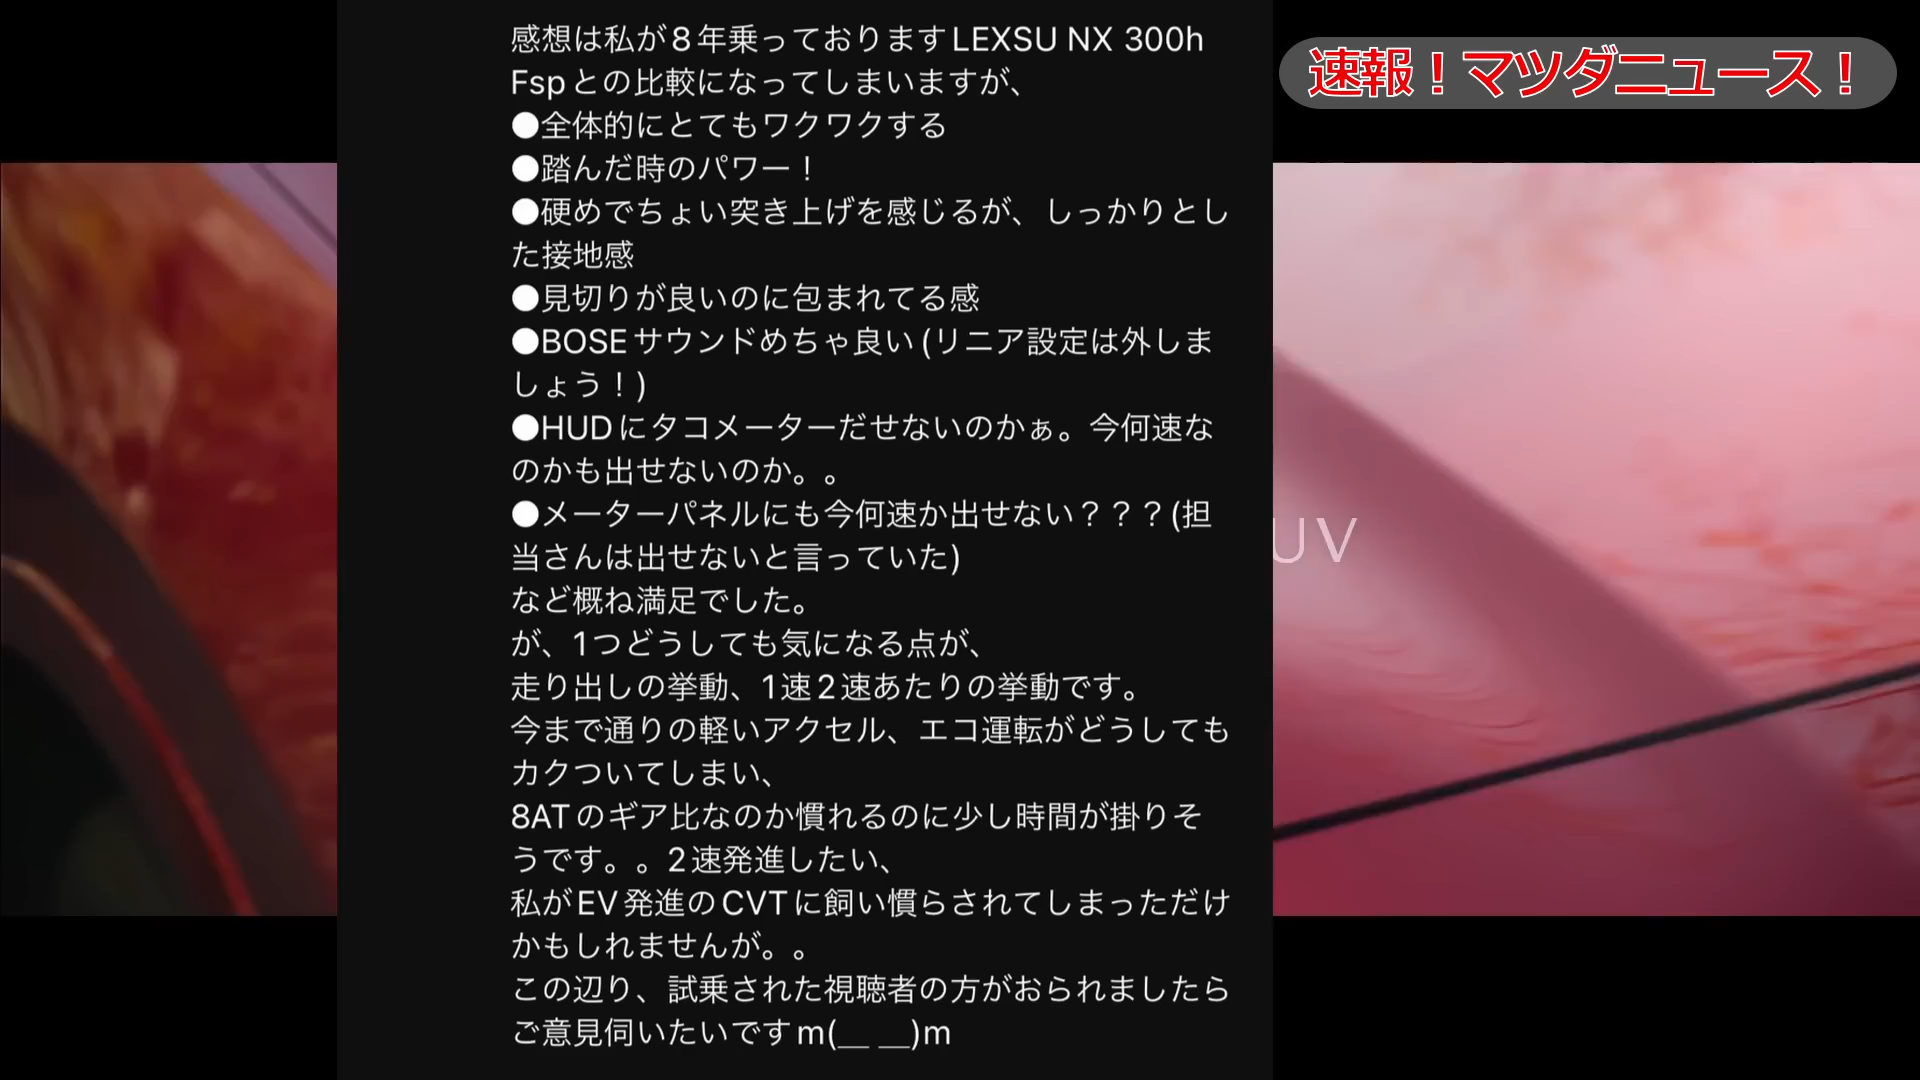 感想は私が8年乗っておりますLEXSU NX 300h
Fspとの比較になってしまいますが、
●全体的にとてもワクワクする
●踏んだ時のパワー！
●硬めでちょい突き上げを感じるが、しっかりとし
た接地感
●見切りが良いのに包まれてる感
●BOSEサウンドめちゃ良い(リニア設定は外しま
しょう！)
●HUDにタコメーターだせないのかぁ。今何速な
のかも出せないのか。。
●メーターパネルにも今何速か出せない？？？(担
当さんは出せないと言っていた)
など概ね満足でした。
が、1つどうしても気になる点が、
走り出しの挙動、1速2速あたりの挙動です。
今まで通りの軽いアクセル、エコ運転がどうしても
カクついてしまい、
8ATのギア比なのか慣れるのに少し時間が掛りそ
うです。。2速発進したい、
私がEV発進のCVTに飼い慣らされてしまっただけ
かもしれませんが。。
この辺り、試乗された視聴者の方がおられましたら
ご意見伺いたいですm(__ __)m
速報！マツダニュース！
UV